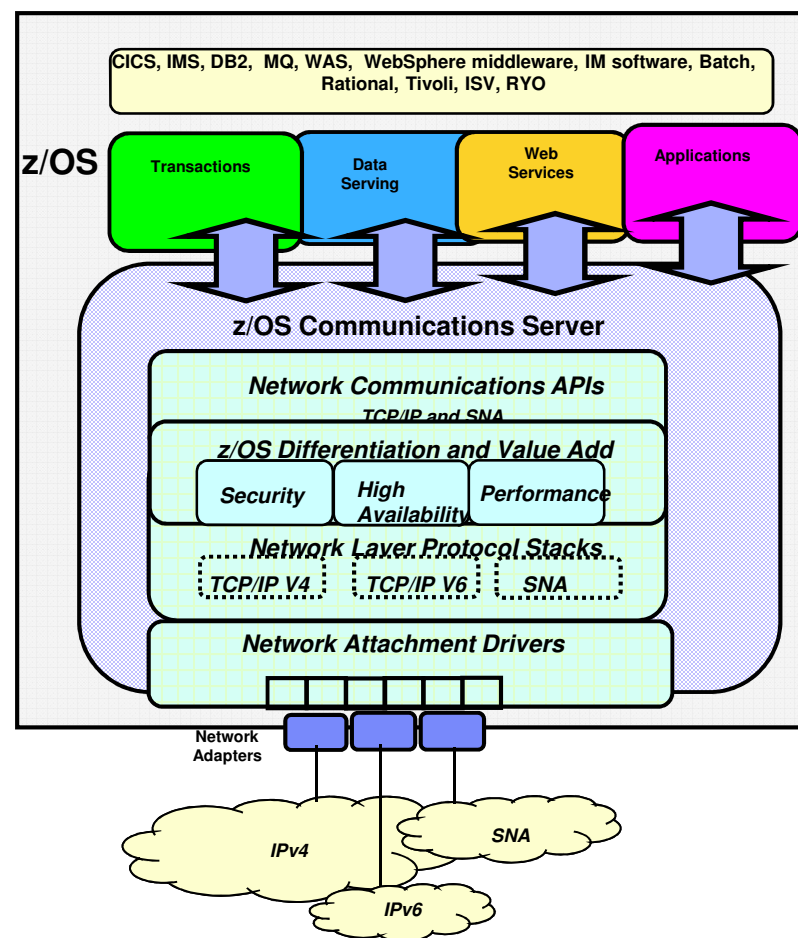 CICS, IMS, DB2, MQ, WAS, WebSphere middleware, IM software, Batch,
Rational, Tivoli, ISV, RYO
z/OS
Transactions
Data
Serving
Web
Services
Applications
z/OS Communications Server
Network Communications APIs
TCP/IP and SNA
z/OS Differentiation and Value Add
Security
High
Availability
Performance
Network Layer Protocol Stacks
TCP/IP V4
TCP/IP V6
SNA
Network Attachment Drivers
Network
Adapters
IPv4
SNA
IPv6